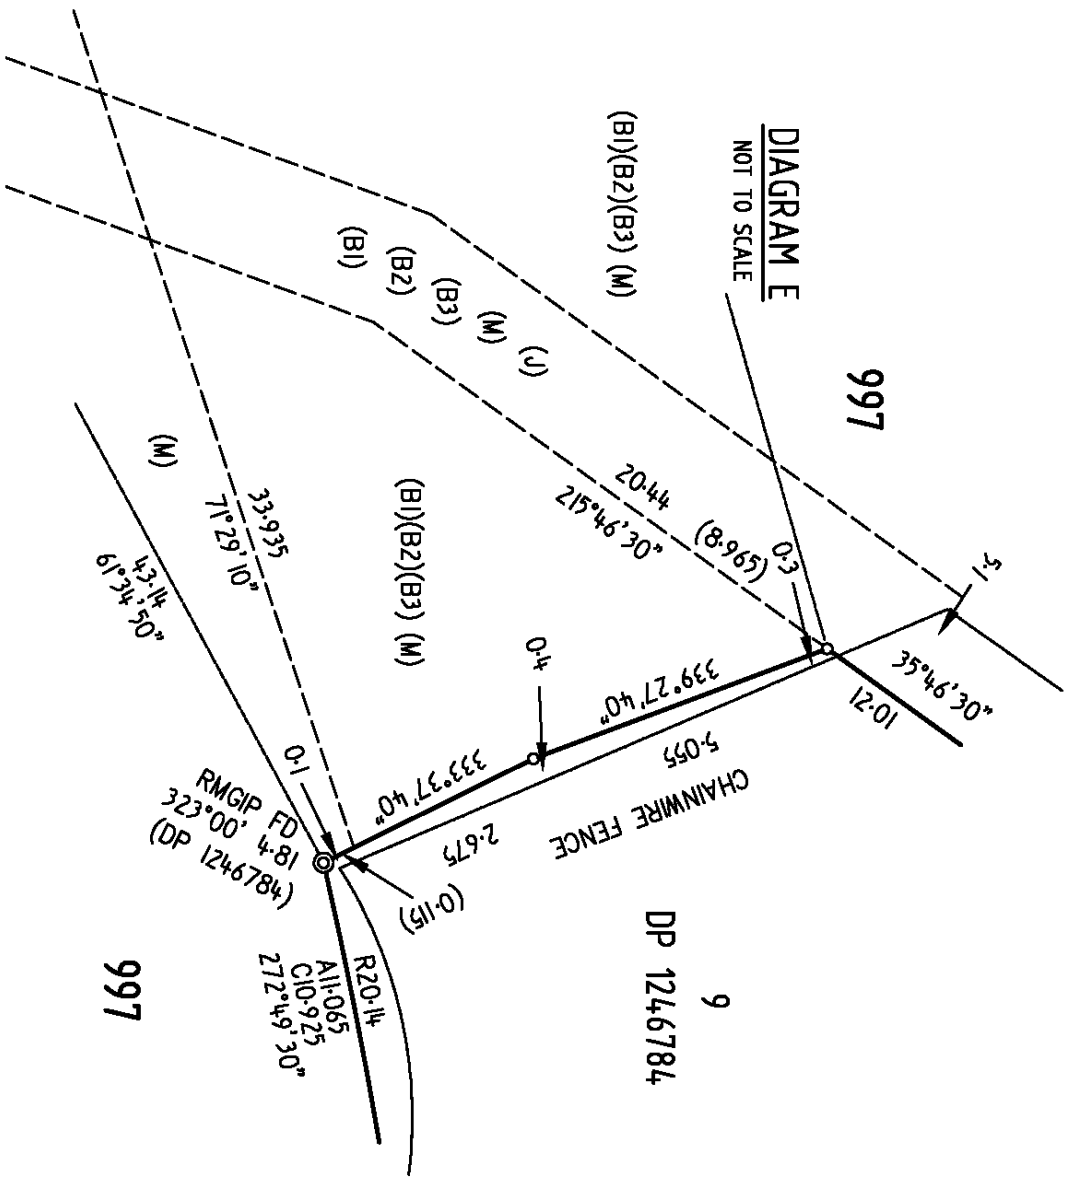 DIAGRAM E
NOT TO SCALE
997
(B1)(B2)(B3) (M)
(B1)
(B2)
(B3)
(M)
(J)
1·5
35°46'30"
12·01
0·3
(8·965)
20·44
215°46'30"
0·4
339°27'40"
5·055
CHAINWIRE FENCE
333°37'40"
2·675
(B1)(B2)(B3) (M)
(M)
33·935
71°29'10"
43·14
61°34'50"
0·1
RMGIP FD
323°00' 4·81
(DP 1246784)
(0·115)
9
DP 1246784
R20·14
A11·065
C10·925
272°49'30"
997